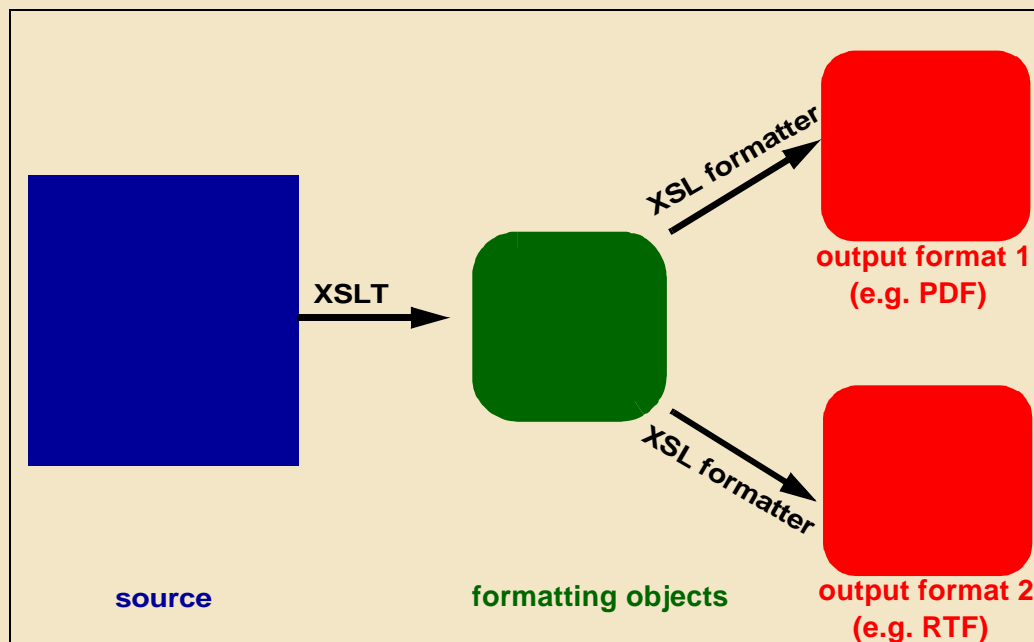 XSL formatter
output format 1
(e.g. PDF)
XSLT
XSL formatter
source
formatting objects
output format 2
(e.g. RTF)